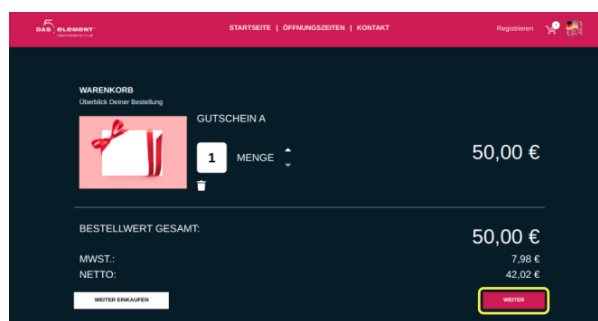 DAS 5 ELEMENT
STARTSEITE | ÖFFNUNGSZEITEN | KONTAKT
Registrieren
WARENKORB
Überblick Deiner Bestellung
GUTSCHEIN A
1 MENGE
50,00 €
BESTELLWERT GESAMT:
50,00 €
MWST.:
7,98 €
NETTO:
42,02 €
WEITER EINKAUFEN
WEITER